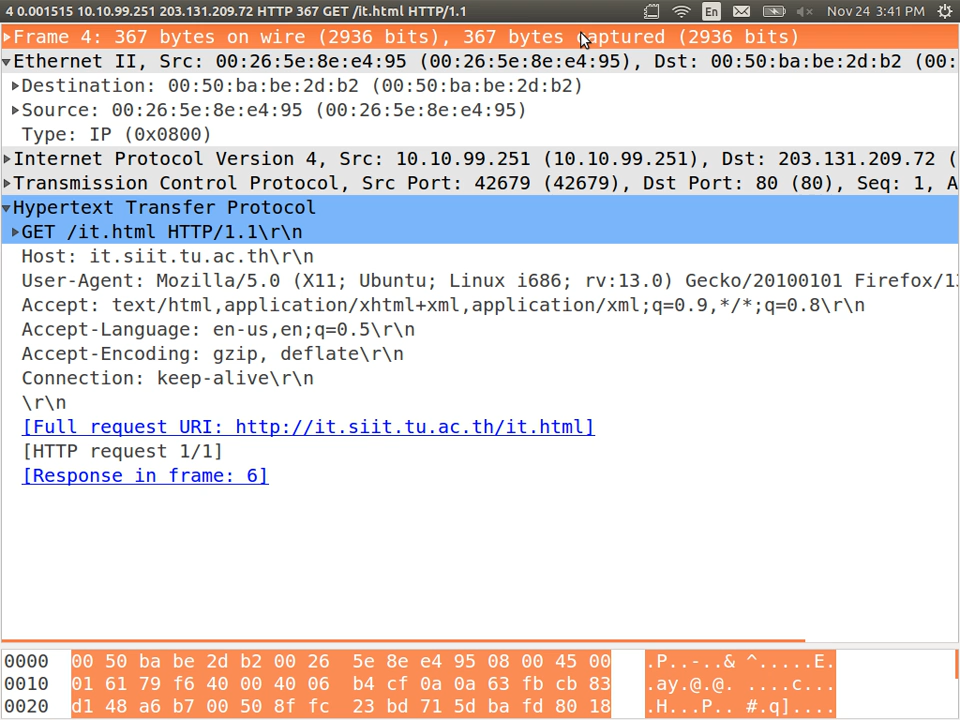 4 0.001515 10.10.99.251 203.131.209.72 HTTP 367 GET /it.html HTTP/1.1 En Nov 24 3:41 PM
Frame 4: 367 bytes on wire (2936 bits), 367 bytes captured (2936 bits)
Ethernet II, Src: 00:26:5e:8e:e4:95 (00:26:5e:8e:e4:95), Dst: 00:50:ba:be:2d:b2 (00:
Destination: 00:50:ba:be:2d:b2 (00:50:ba:be:2d:b2)
Source: 00:26:5e:8e:e4:95 (00:26:5e:8e:e4:95)
Type: IP (0x0800)
Internet Protocol Version 4, Src: 10.10.99.251 (10.10.99.251), Dst: 203.131.209.72 (
Transmission Control Protocol, Src Port: 42679 (42679), Dst Port: 80 (80), Seq: 1, A
Hypertext Transfer Protocol
GET /it.html HTTP/1.1\r\n
Host: it.siit.tu.ac.th\r\n
User-Agent: Mozilla/5.0 (X11; Ubuntu; Linux i686; rv:13.0) Gecko/20100101 Firefox/13
Accept: text/html,application/xhtml+xml,application/xml;q=0.9,*/*;q=0.8\r\n
Accept-Language: en-us,en;q=0.5\r\n
Accept-Encoding: gzip, deflate\r\n
Connection: keep-alive\r\n
\r\n
[Full request URI: http://it.siit.tu.ac.th/it.html]
[HTTP request 1/1]
[Response in frame: 6]
0000 00 50 ba be 2d b2 00 26 5e 8e e4 95 08 00 45 00 .P..-..& ^.....E.
0010 01 61 79 f6 40 00 40 06 b4 cf 0a 0a 63 fb cb 83 .ay.@.@. ....c...
0020 d1 48 a6 b7 00 50 8f fc 23 bd 71 5d ba fd 80 18 .H...P.. #.q]....